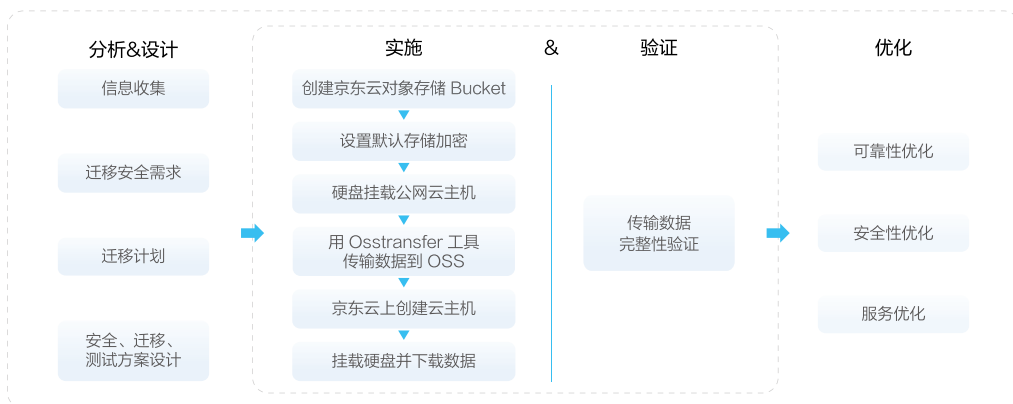 分析&设计
信息收集
迁移安全需求
迁移计划
安全、迁移、
测试方案设计
实施
&
验证
创建京东云对象存储 Bucket
设置默认存储加密
硬盘挂载公网云主机
用 Osstransfer 工具
传输数据到 OSS
京东云上创建云主机
挂载硬盘并下载数据
传输数据
完整性验证
优化
可靠性优化
安全性优化
服务优化